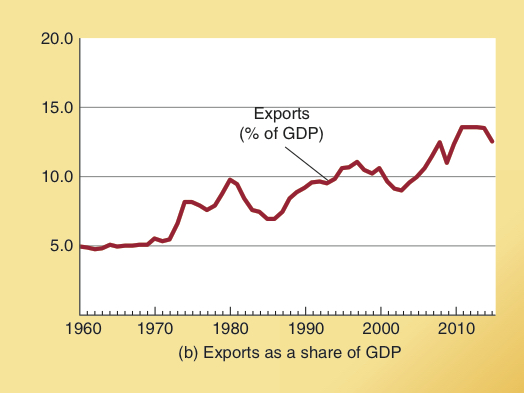 20.0
15.0
Exports
(% of GDP)
10.0
5.0
1960 1970 1980 1990 2000 2010
(b) Exports as a share of GDP